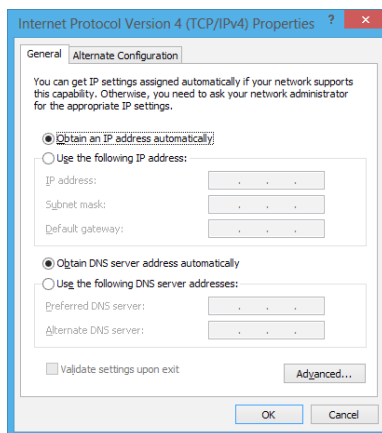 Internet Protocol Version 4 (TCP/IPv4) Properties ? ×
General Alternate Configuration
You can get IP settings assigned automatically if your network supports
this capability. Otherwise, you need to ask your network administrator
for the appropriate IP settings.
Obtain an IP address automatically
Use the following IP address:
IP address: . . .
Subnet mask: . . .
Default gateway: . . .
Obtain DNS server address automatically
Use the following DNS server addresses:
Preferred DNS server: . . .
Alternate DNS server: . . .
Validate settings upon exit
Advanced...
OK Cancel